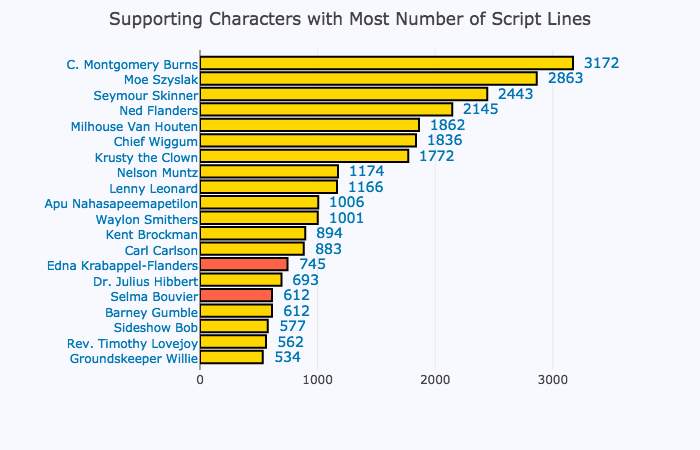 Supporting Characters with Most Number of Script Lines
C. Montgomery Burns 3172
Moe Szyslak 2863
Seymour Skinner 2443
Ned Flanders 2145
Milhouse Van Houten 1862
Chief Wiggum 1836
Krusty the Clown 1772
Nelson Muntz 1174
Lenny Leonard 1166
Apu Nahasapeemapetilon 1006
Waylon Smithers 1001
Kent Brockman 894
Carl Carlson 883
Edna Krabappel-Flanders 745
Dr. Julius Hibbert 693
Selma Bouvier 612
Barney Gumble 612
Sideshow Bob 577
Rev. Timothy Lovejoy 562
Groundskeeper Willie 534
0 1000 2000 3000